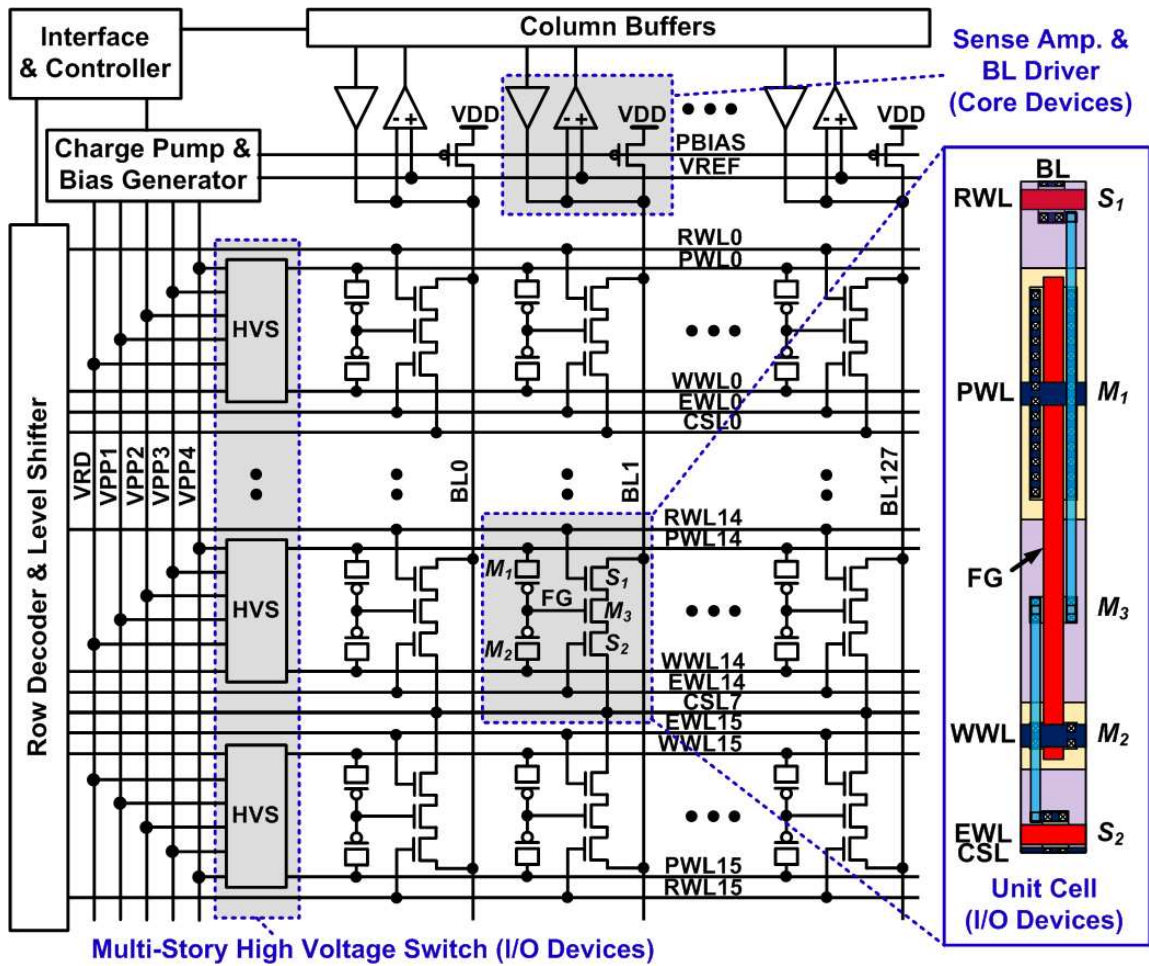 Interface
& Controller
Column Buffers
Sense Amp. &
BL Driver
(Core Devices)
Charge Pump &
Bias Generator
- +
VDD
- +
VDD
- +
VDD
PBIAS
VREF
Row Decoder & Level Shifter
VRD
VPP1
VPP2
VPP3
VPP4
HVS
RWL0
PWL0
WWL0
EWL0
CSL0
BL0
BL1
BL127
HVS
RWL14
PWL14
M1
FG
S1
M3
M2
S2
WWL14
EWL14
CSL7
EWL15
WWL15
HVS
PWL15
RWL15
BL
RWL
S1
PWL
M1
FG
M3
WWL
M2
EWL
S2
CSL
Unit Cell
(I/O Devices)
Multi-Story High Voltage Switch (I/O Devices)